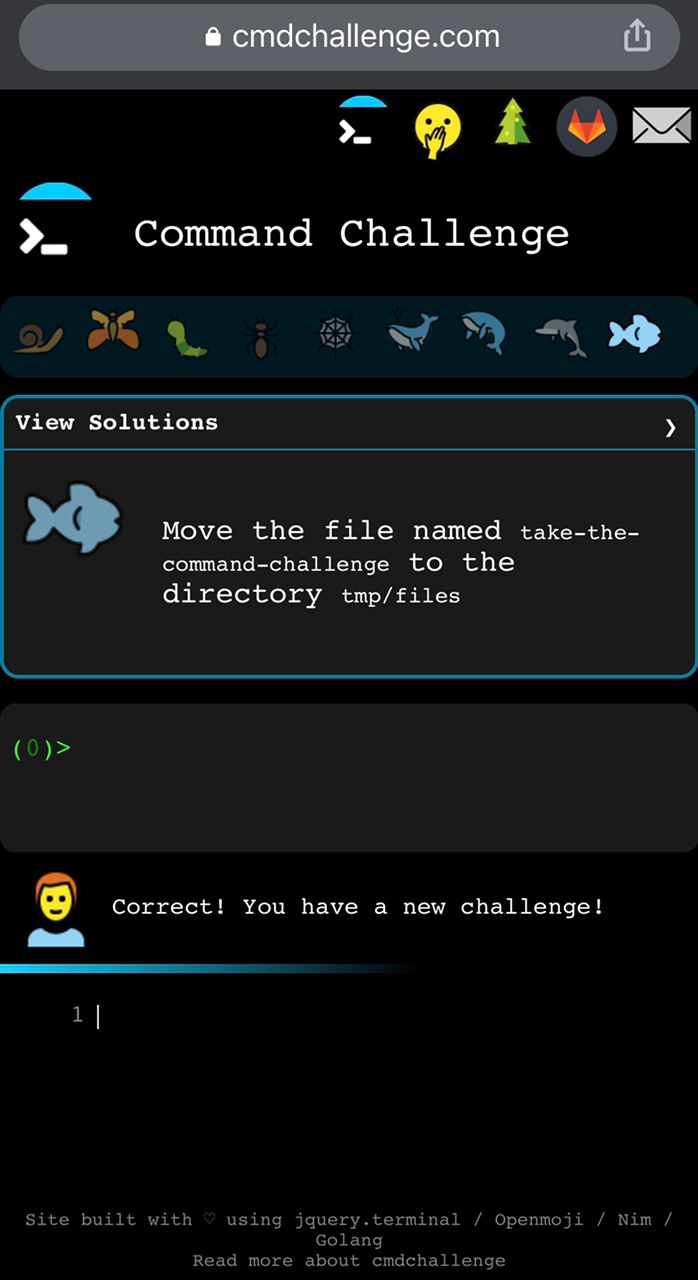 cmdchallenge.com
Command Challenge
View Solutions
Move the file named take-the-
command-challenge to the
directory tmp/files
(0)>
Correct! You have a new challenge!
1
Site built with ♡ using jquery.terminal / Openmoji / Nim /
Golang
Read more about cmdchallenge